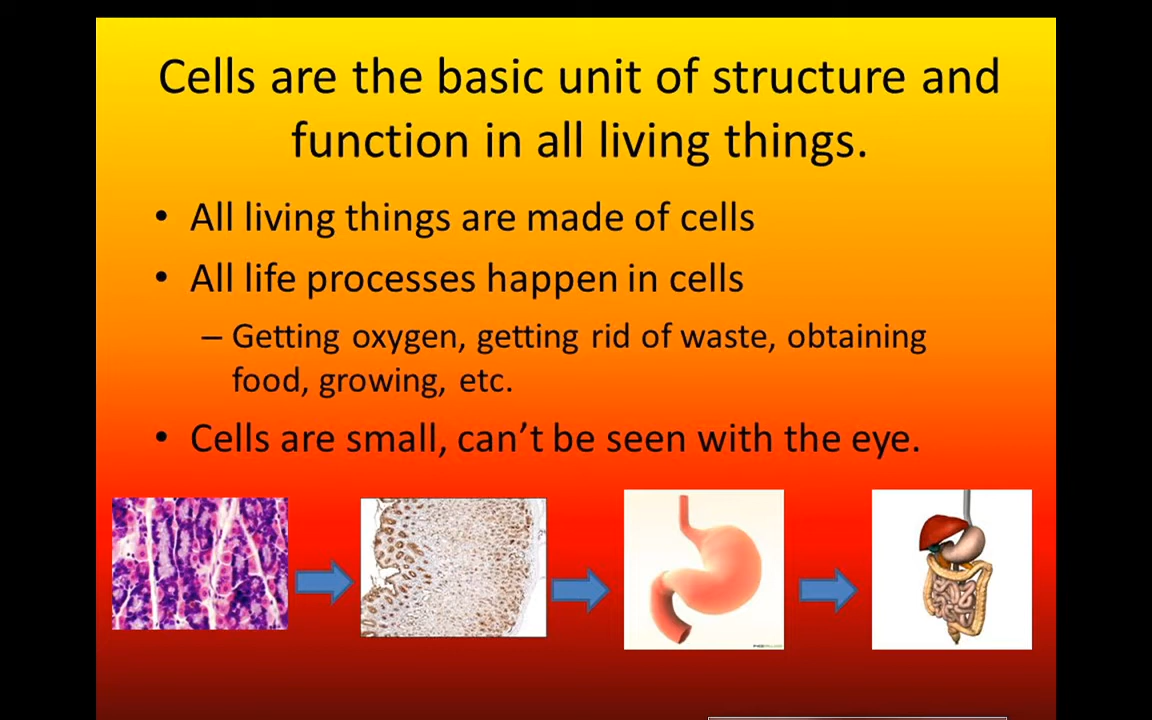 Cells are the basic unit of structure and
function in all living things.
• All living things are made of cells
• All life processes happen in cells
– Getting oxygen, getting rid of waste, obtaining
food, growing, etc.
• Cells are small, can’t be seen with the eye.